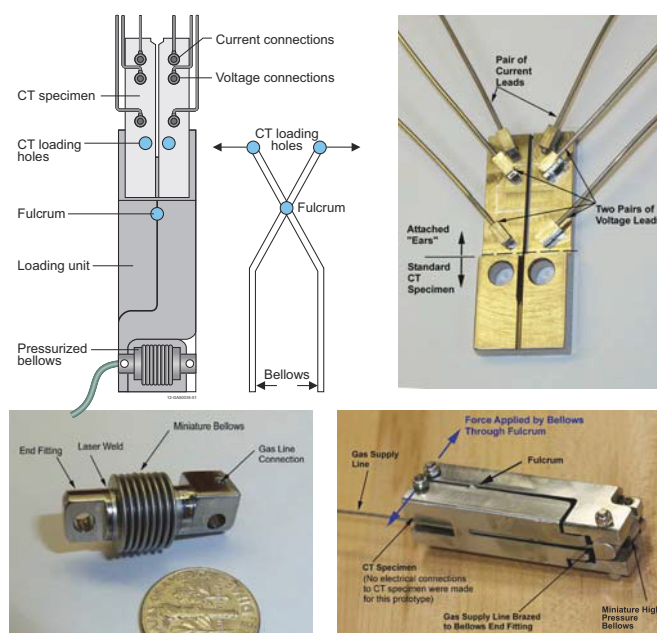 Current connections
Voltage connections
CT specimen
CT loading
holes
Fulcrum
Loading unit
Pressurized
bellows
12-GA50035-01
CT loading
holes
Fulcrum
Bellows
Pair of
Current
Leads
Two Pairs of
Voltage Lead
Attached
"Ears"
Standard
CT
Specimen
Miniature Bellows
Laser Weld
End Fitting
Gas Line
Connection
DIME
Force Applied by Bellows
Through Fulcrum
Gas Supply
Line
Fulcrum
CT Specimen
(No electrical connections
to CT specimen were made
for this prototype)
Gas Supply Line Brazed
to Bellows End Fitting
Miniature High
Pressure
Bellows